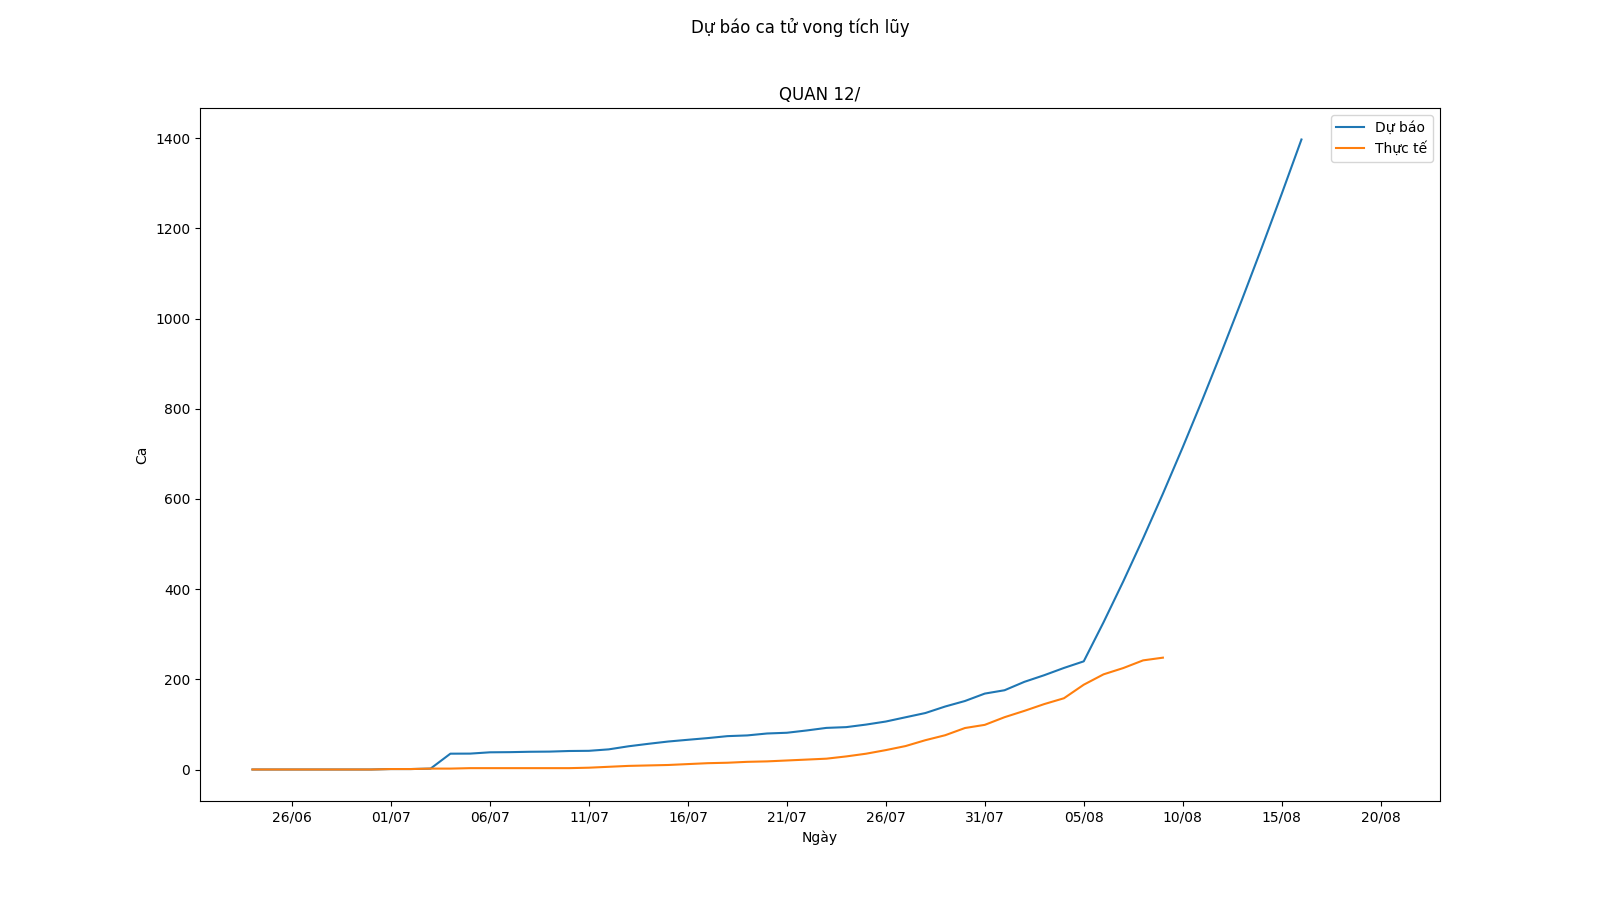 Dự báo ca tử vong tích lũy
QUAN 12/
Dự báo
Thực tế
1400
1200
1000
800
600
400
200
0
Ca
26/06 01/07 06/07 11/07 16/07 21/07 26/07 31/07 05/08 10/08 15/08 20/08
Ngày